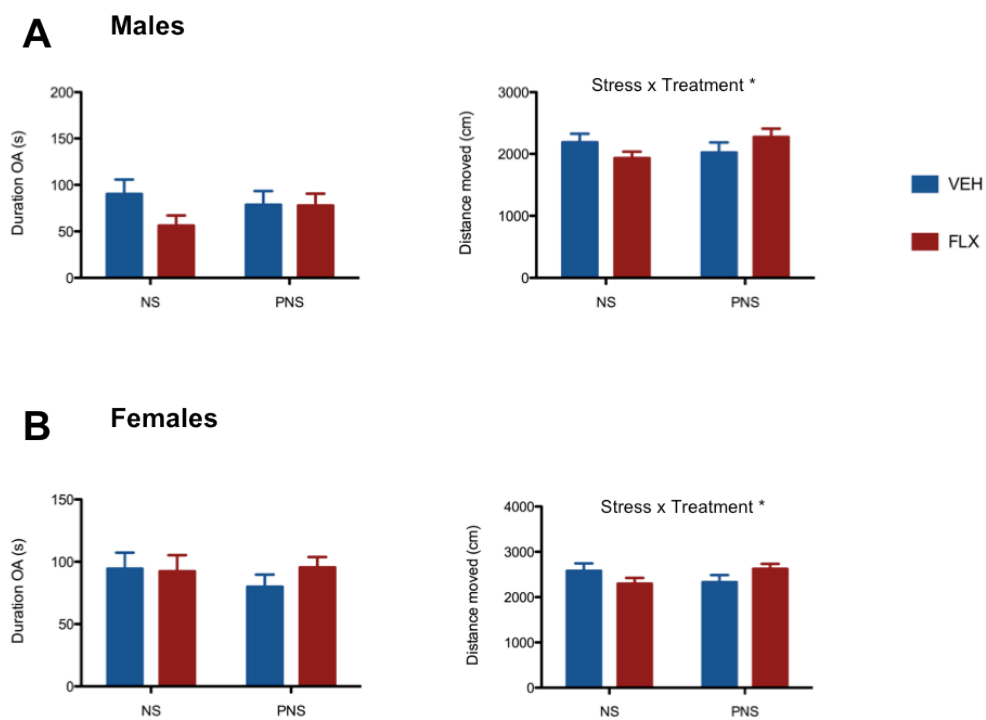 A Males
Stress x Treatment *
Duration OA (s)
200
150
100
50
0
NS PNS
Distance moved (cm)
3000
2000
1000
0
NS PNS
VEH
FLX
B Females
Stress x Treatment *
Duration OA (s)
150
100
50
0
NS PNS
Distance moved (cm)
4000
3000
2000
1000
0
NS PNS